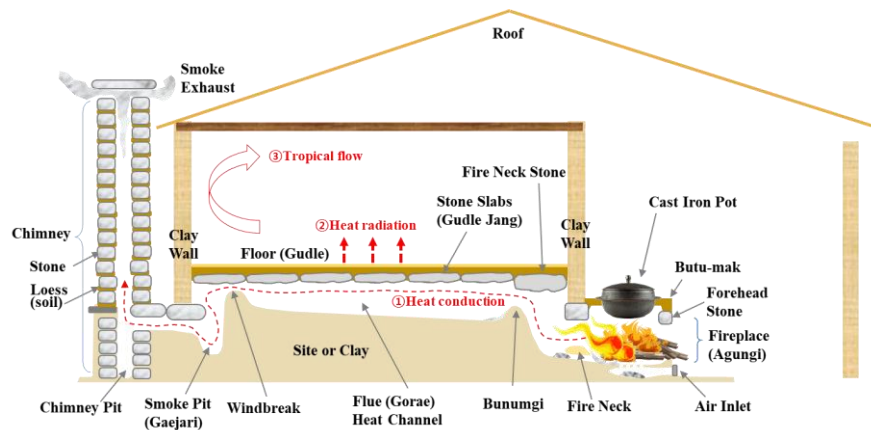 Roof
Smoke
Exhaust
③Tropical flow
Fire Neck Stone
Stone Slabs
(Gudle Jang)
Clay
Wall
Cast Iron Pot
②Heat radiation
Chimney
Clay
Wall
Floor (Gudle)
Butu-mak
Stone
Loess
(soil)
①Heat conduction
Forehead
Stone
Fireplace
(Agungi)
Site or Clay
Chimney Pit
Smoke Pit
(Gaejari)
Windbreak
Flue (Gorae)
Heat Channel
Bunumgi
Fire Neck
Air Inlet